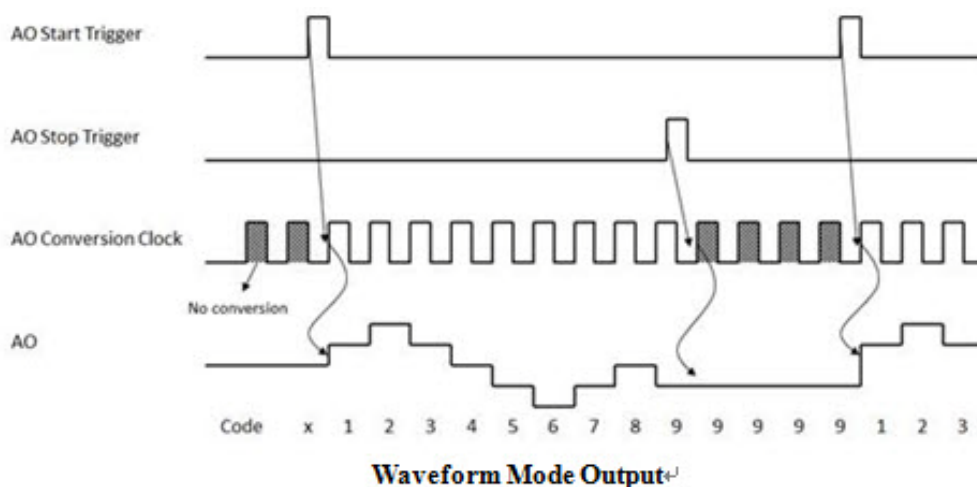 AO Start Trigger
AO Stop Trigger
AO Conversion Clock
No conversion
AO
Code x 1 2 3 4 5 6 7 8 9 9 9 9 9 1 2 3
Waveform Mode Output↵